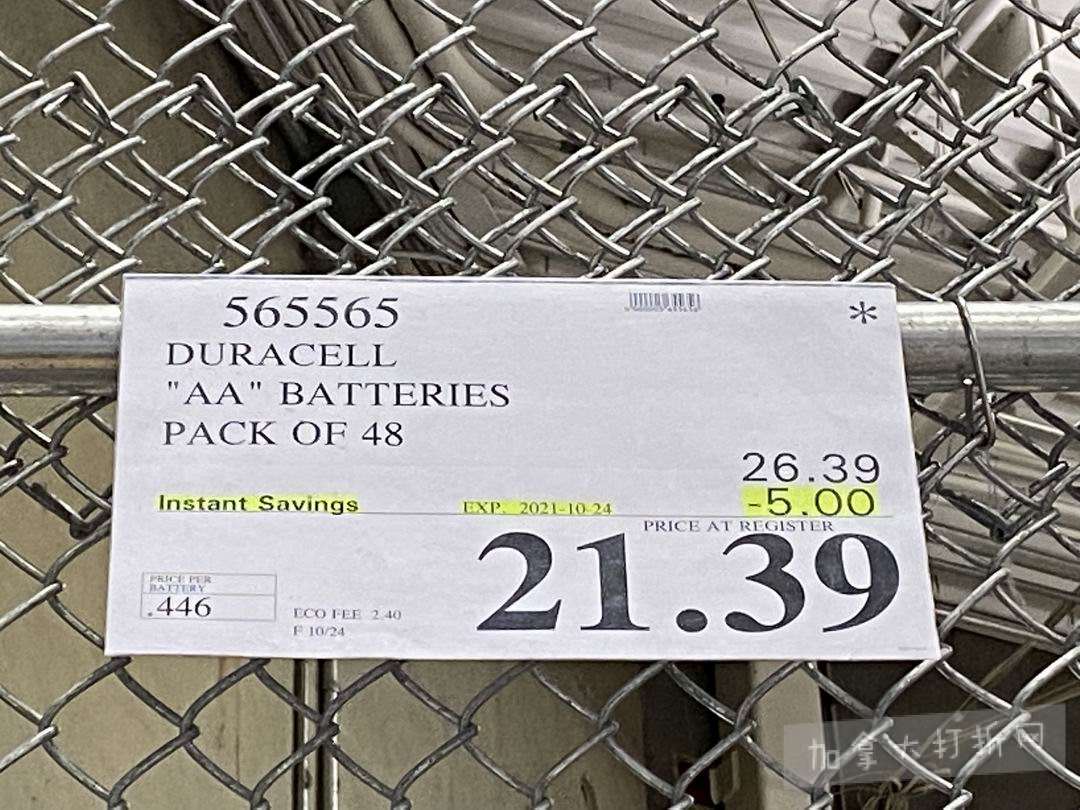 565565
*
DURACELL
"AA" BATTERIES
PACK OF 48
26.39
Instant Savings EXP. 2021-10-24 -5.00
PRICE AT REGISTER
21.39
PRICE PER
BATTERY
.446
ECO FEE 2.40
F 10/24
加拿大打折网